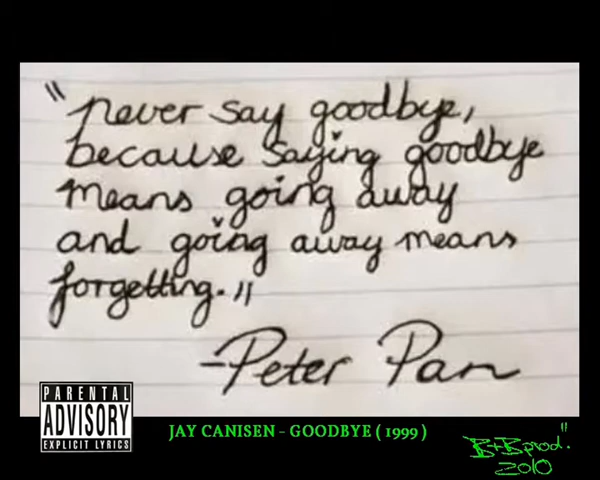 "never say goodbye,
because saying goodbye
means going away
and going away means
forgetting."
-Peter Pan
PARENTAL
ADVISORY
EXPLICIT LYRICS
JAY CANISEN - GOODBYE ( 1999 )
B+Bprod."
2010